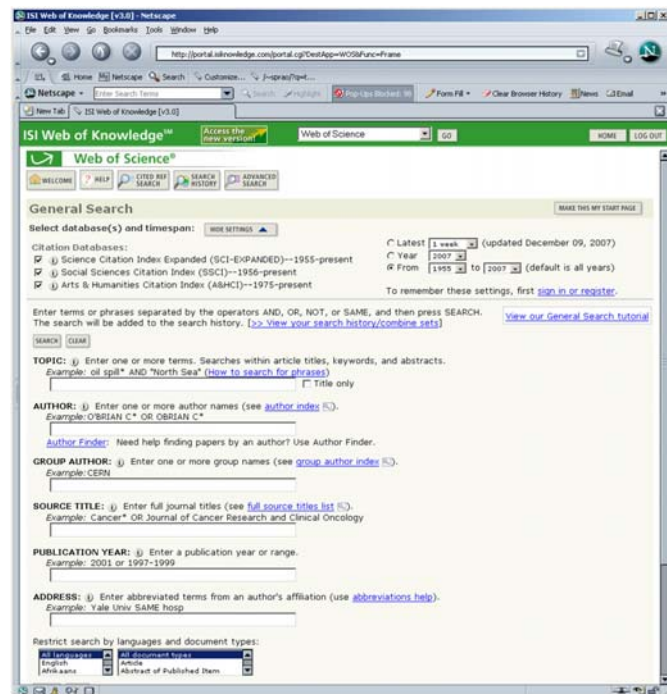 ISI Web of Knowledge [v3.0] - Netscape
File Edit View Go Bookmarks Tools Window Help
http://portal.isiknowledge.com/portal.cgi?DestApp=WOS&Func=Frame
Home Netscape Search Customize...
Netscape Enter Search Terms Search Highlight Pop-Ups Blocked: Form Fill Clear Browser History News Email
New Tab ISI Web of Knowledge [v3.0]
ISI Web of Knowledge℠ Access the new version! Web of Science GO HOME LOG OUT
Web of Science®
WELCOME ? HELP CITED REF SEARCH SEARCH HISTORY ADVANCED SEARCH
General Search MAKE THIS MY START PAGE
Select database(s) and timespan: HIDE SETTINGS
Citation Databases:
Science Citation Index Expanded (SCI-EXPANDED)--1955-present
Social Sciences Citation Index (SSCI)--1956-present
Arts & Humanities Citation Index (A&HCI)--1975-present
Latest 1 week (updated December 09, 2007)
Year 2007
From 1955 to 2007 (default is all years)
To remember these settings, first sign in or register.
Enter terms or phrases separated by the operators AND, OR, NOT, or SAME, and then press SEARCH.
The search will be added to the search history. [>> View your search history/combine sets]
View our General Search tutorial
SEARCH CLEAR
TOPIC: Enter one or more terms. Searches within article titles, keywords, and abstracts.
Example: oil spill* AND "North Sea" (How to search for phrases)
Title only
AUTHOR: Enter one or more author names (see author index).
Example: O'BRIAN C* OR OBRIAN C*
Author Finder: Need help finding papers by an author? Use Author Finder.
GROUP AUTHOR: Enter one or more group names (see group author index).
Example: CERN
SOURCE TITLE: Enter full journal titles (see full source titles list).
Example: Cancer* OR Journal of Cancer Research and Clinical Oncology
PUBLICATION YEAR: Enter a publication year or range.
Example: 2001 or 1997-1999
ADDRESS: Enter abbreviated terms from an author's affiliation (use abbreviations help).
Example: Yale Univ SAME hosp
Restrict search by languages and document types:
All languages All document types
English Article
Afrikaans Abstract of Published Item